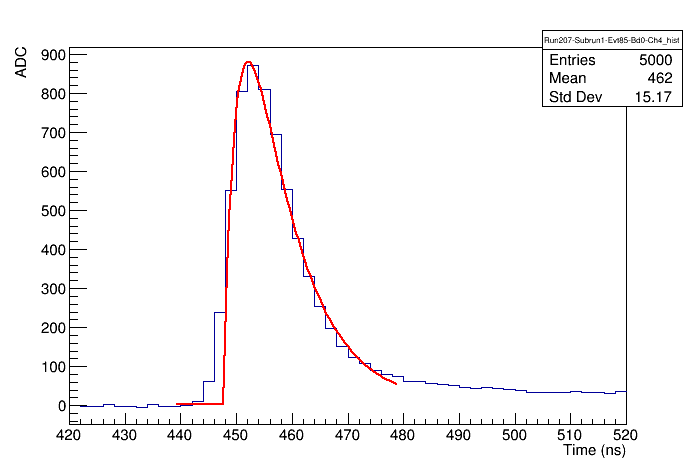 Run207-Subrun1-Evt85-Bd0-Ch4_hist
Entries 5000
Mean 462
Std Dev 15.17
ADC
900
800
700
600
500
400
300
200
100
0
420 430 440 450 460 470 480 490 500 510 520
Time (ns)